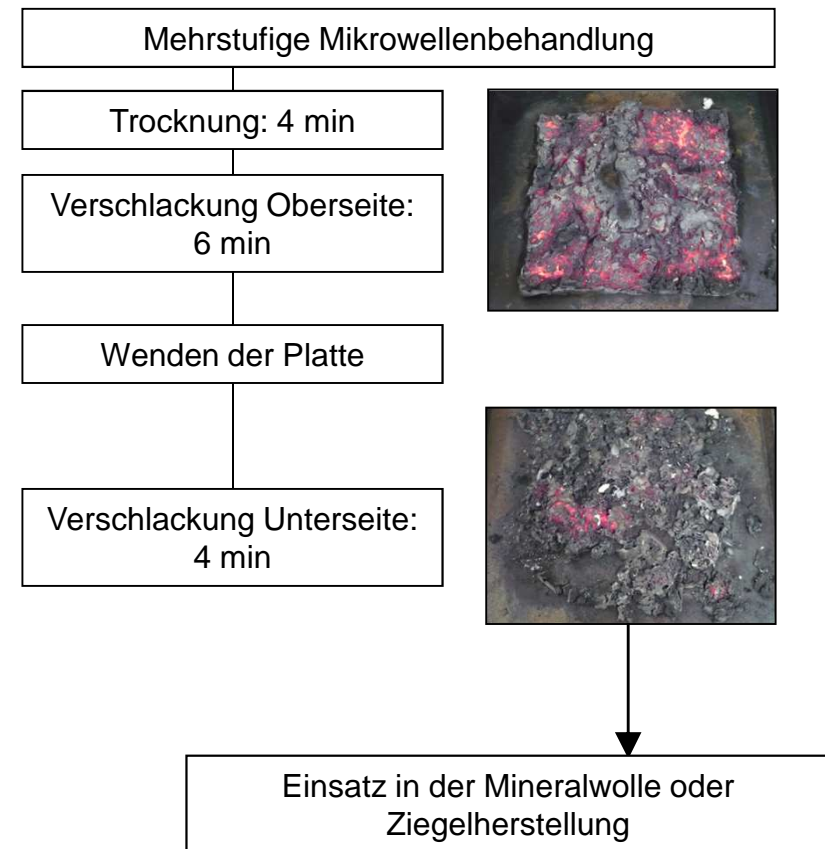 Mehrstufige Mikrowellenbehandlung
Trocknung: 4 min
Verschlackung Oberseite:
6 min
Wenden der Platte
Verschlackung Unterseite:
4 min
Einsatz in der Mineralwolle oder
Ziegelherstellung